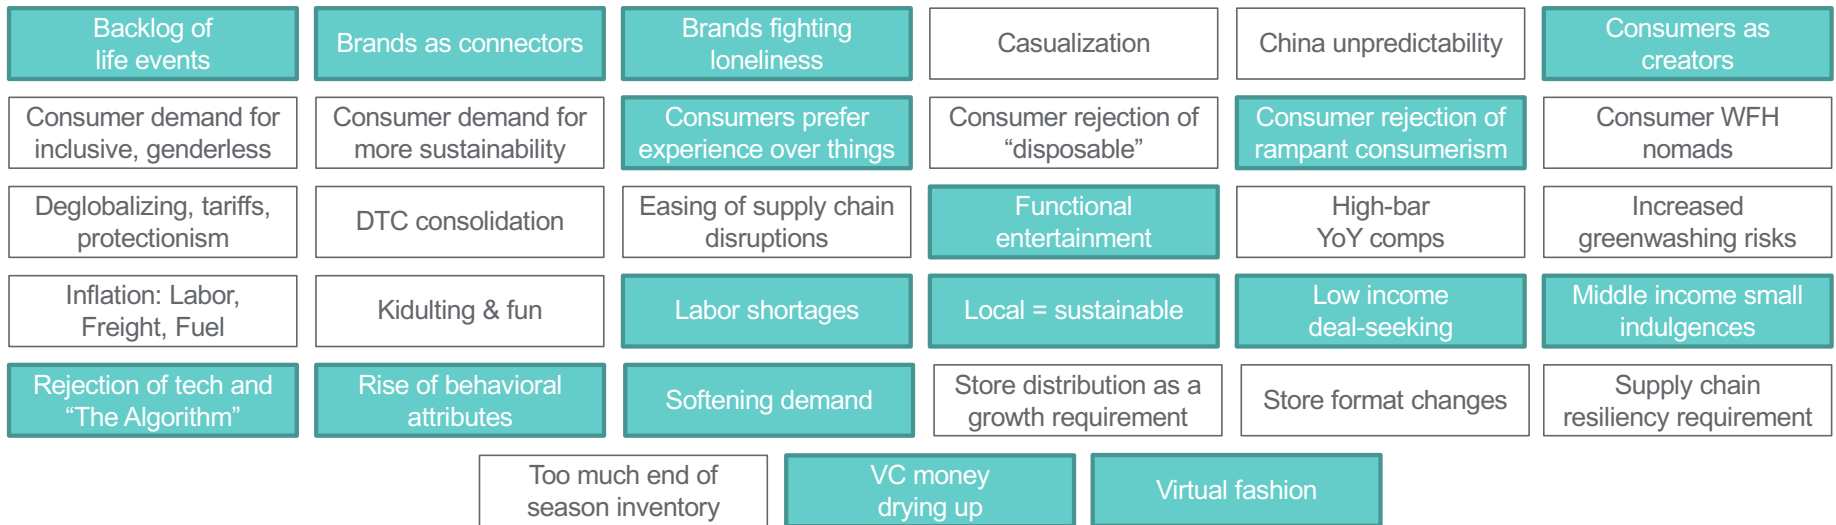 Backlog of
life events
Brands as connectors
Brands fighting
loneliness
Casualization
China unpredictability
Consumers as
creators
Consumer demand for
inclusive, genderless
Consumer demand for
more sustainability
Consumers prefer
experience over things
Consumer rejection of
“disposable”
Consumer rejection of
rampant consumerism
Consumer WFH
nomads
Deglobalizing, tariffs,
protectionism
DTC consolidation
Easing of supply chain
disruptions
Functional
entertainment
High-bar
YoY comps
Increased
greenwashing risks
Inflation: Labor,
Freight, Fuel
Kidulting & fun
Labor shortages
Local = sustainable
Low income
deal-seeking
Middle income small
indulgences
Rejection of tech and
“The Algorithm”
Rise of behavioral
attributes
Softening demand
Store distribution as a
growth requirement
Store format changes
Supply chain
resiliency requirement
Too much end of
season inventory
VC money
drying up
Virtual fashion